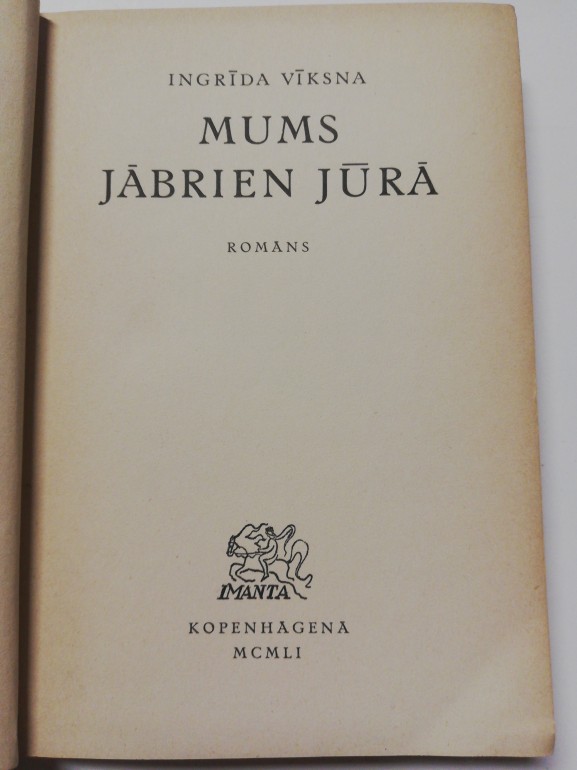 INGRĪDA VĪKSNA
MUMS
JĀBRIEN JŪRĀ
ROMĀNS
IMANTA
KOPENHĀGENĀ
MCMLI